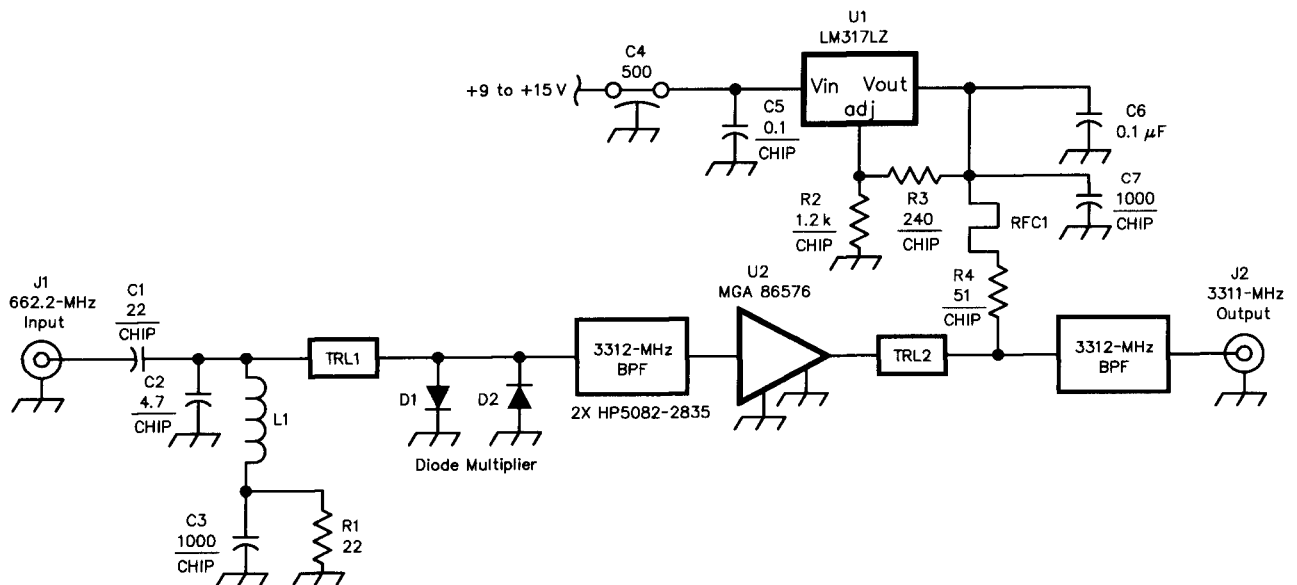 U1
LM317LZ
C4
500
+9 to +15 V
Vin
Vout
adj
C5
0.1
CHIP
C6
0.1 µF
R2
1.2 k
CHIP
R3
240
CHIP
C7
1000
CHIP
RFC1
J1
662.2-MHz
Input
C1
22
CHIP
U2
MGA 86576
R4
51
CHIP
J2
3311-MHz
Output
TRL1
3312-MHz
BPF
TRL2
3312-MHz
BPF
C2
4.7
CHIP
L1
D1
D2
2X HP5082-2835
Diode Multiplier
C3
1000
CHIP
R1
22